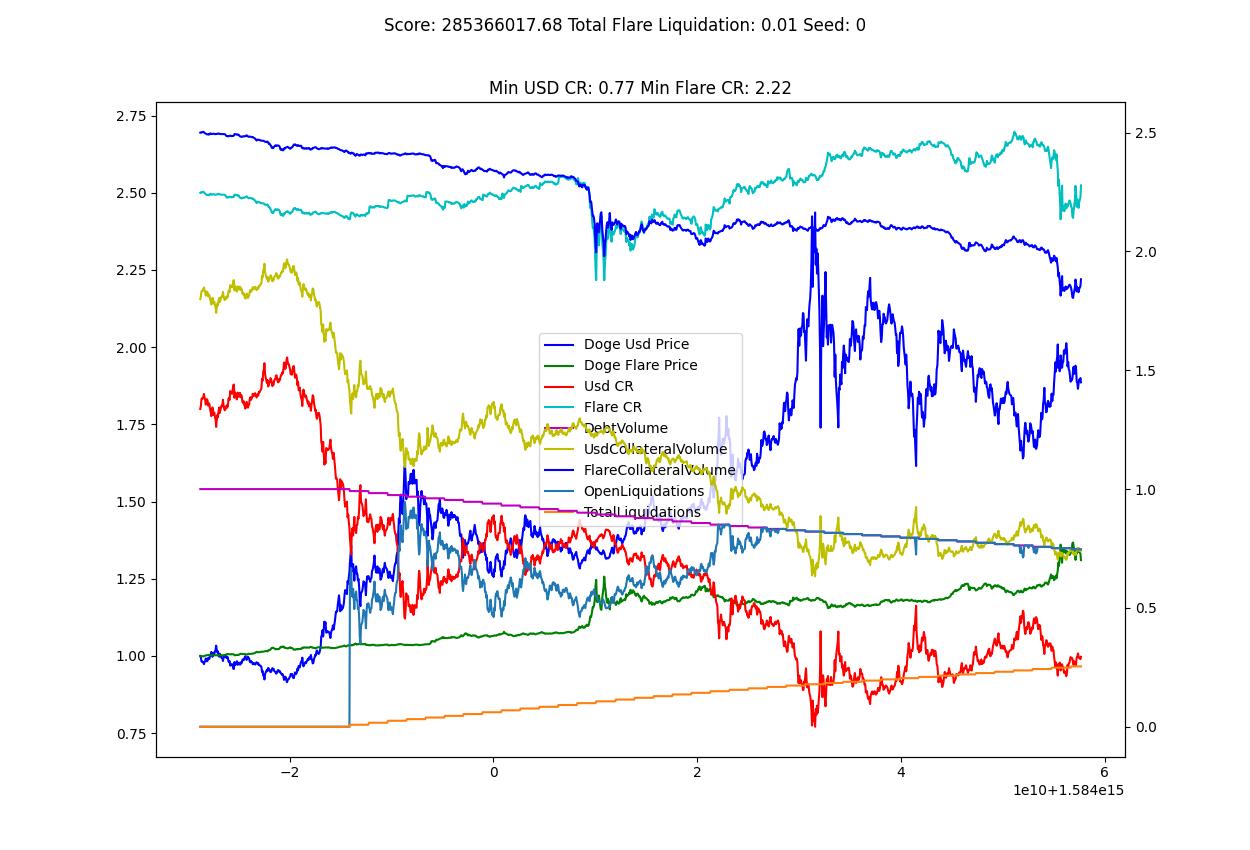 Score: 285366017.68 Total Flare Liquidation: 0.01 Seed: 0
Min USD CR: 0.77 Min Flare CR: 2.22
2.75
2.50
2.25
2.00
1.75
1.50
1.25
1.00
0.75
2.5
2.0
1.5
1.0
0.5
0.0
Doge Usd Price
Doge Flare Price
Usd CR
Flare CR
DebtVolume
UsdCollateralVolume
FlareCollateralVolume
OpenLiquidations
TotalLiquidations
−2
0
2
4
6
1e10+1.584e15